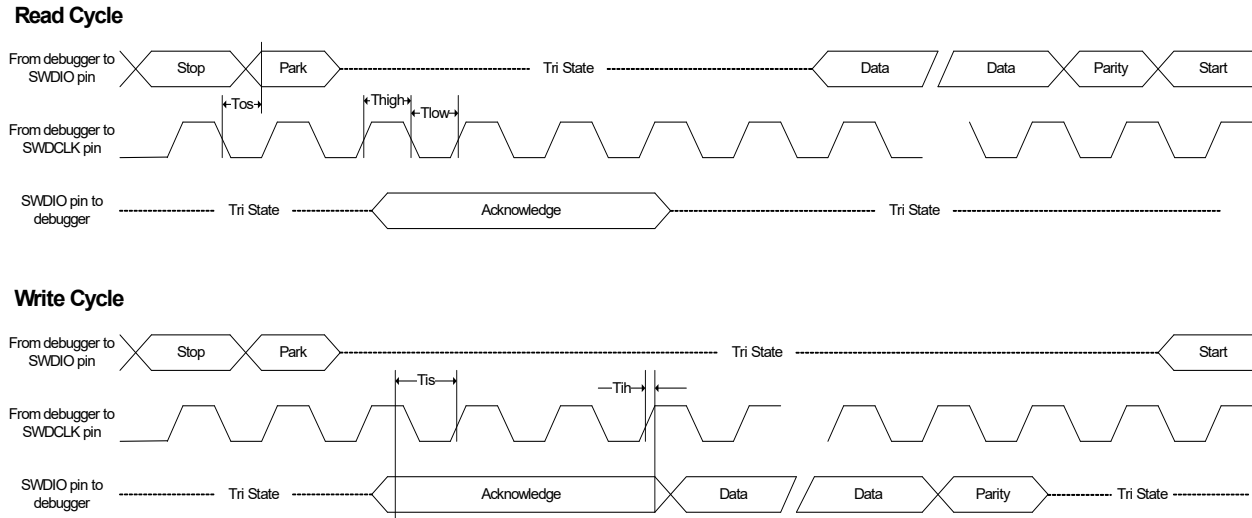 Read Cycle
From debugger to
SWDIO pin
Stop
Park
Tri State
Data
Data
Parity
Start
Tos
Thigh
Tlow
From debugger to
SWDCLK pin
SWDIO pin to
debugger
Tri State
Acknowledge
Tri State
Write Cycle
From debugger to
SWDIO pin
Stop
Park
Tri State
Start
Tis
Tih
From debugger to
SWDCLK pin
SWDIO pin to
debugger
Tri State
Acknowledge
Data
Data
Parity
Tri State